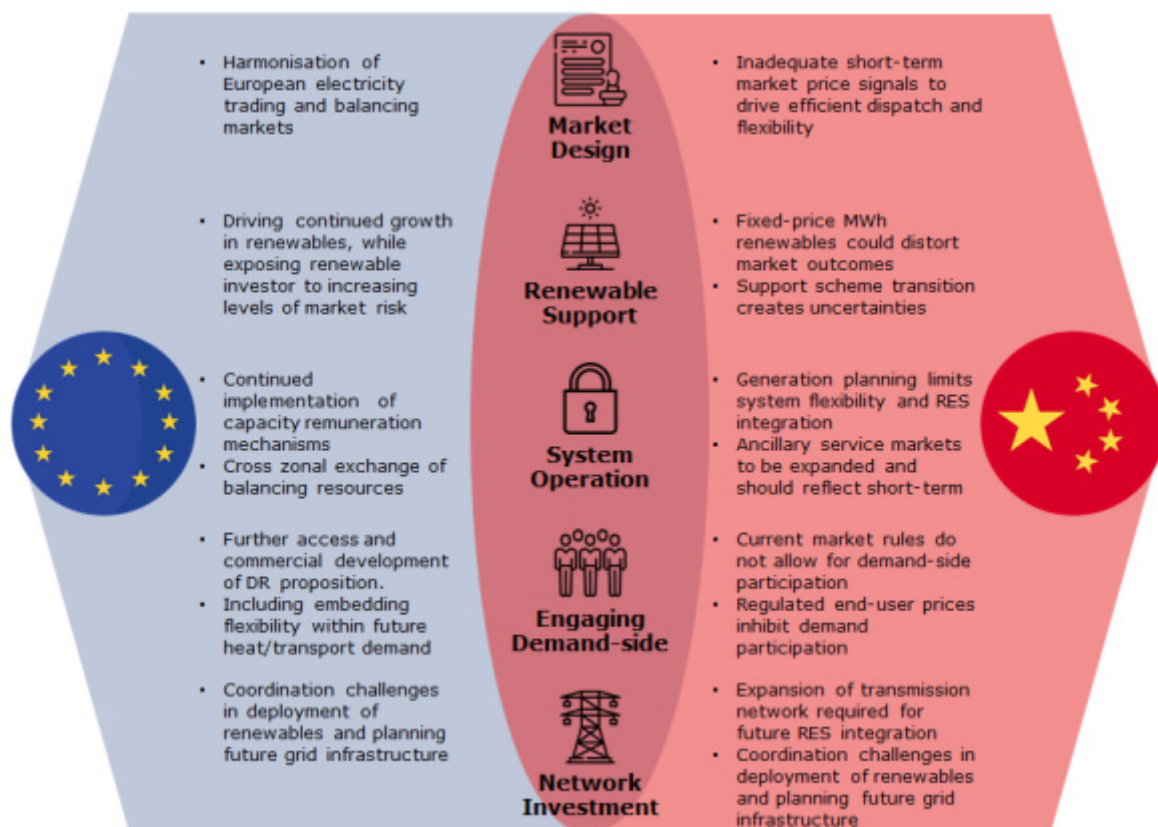 • Harmonisation of
European electricity
trading and balancing
markets
Market
Design
• Inadequate short-term
market price signals to
drive efficient dispatch and
flexibility
• Driving continued growth
in renewables, while
exposing renewable
investor to increasing
levels of market risk
Renewable
Support
• Fixed-price MWh
renewables could distort
market outcomes
• Support scheme transition
creates uncertainties
• Continued
implementation of
capacity remuneration
mechanisms
• Cross zonal exchange of
balancing resources
System
Operation
• Generation planning limits
system flexibility and RES
integration
• Ancillary service markets
to be expanded and
should reflect short-term
• Further access and
commercial development
of DR proposition.
• Including embedding
flexibility within future
heat/transport demand
Engaging
Demand-side
• Current market rules do
not allow for demand-side
participation
• Regulated end-user prices
inhibit demand
participation
• Coordination challenges
in deployment of
renewables and planning
future grid infrastructure
Network
Investment
• Expansion of transmission
network required for
future RES integration
• Coordination challenges in
deployment of renewables
and planning future grid
infrastructure